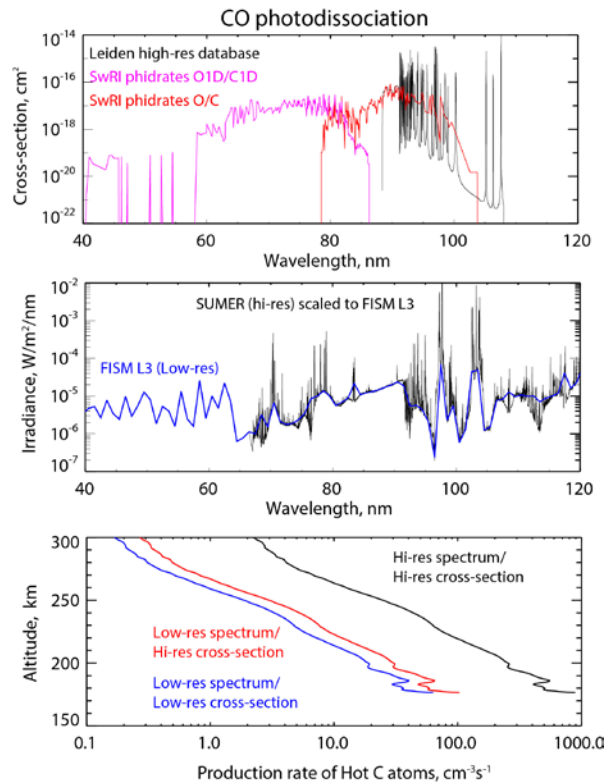 CO photodissociation
Cross-section, cm²
10⁻¹⁴
10⁻¹⁶
10⁻¹⁸
10⁻²⁰
10⁻²²
Leiden high-res database
SwRI phidrates O1D/C1D
SwRI phidrates O/C
40 60 80 100 120
Wavelength, nm
Irradiance, W/m²/nm
10⁻²
10⁻³
10⁻⁴
10⁻⁵
10⁻⁶
10⁻⁷
SUMER (hi-res) scaled to FISM L3
FISM L3 (Low-res)
40 60 80 100 120
Wavelength, nm
Altitude, km
300
250
200
150
Hi-res spectrum/
Hi-res cross-section
Low-res spectrum/
Hi-res cross-section
Low-res spectrum/
Low-res cross-section
0.1 1.0 10.0 100.0 1000.0
Production rate of Hot C atoms, cm⁻³s⁻¹